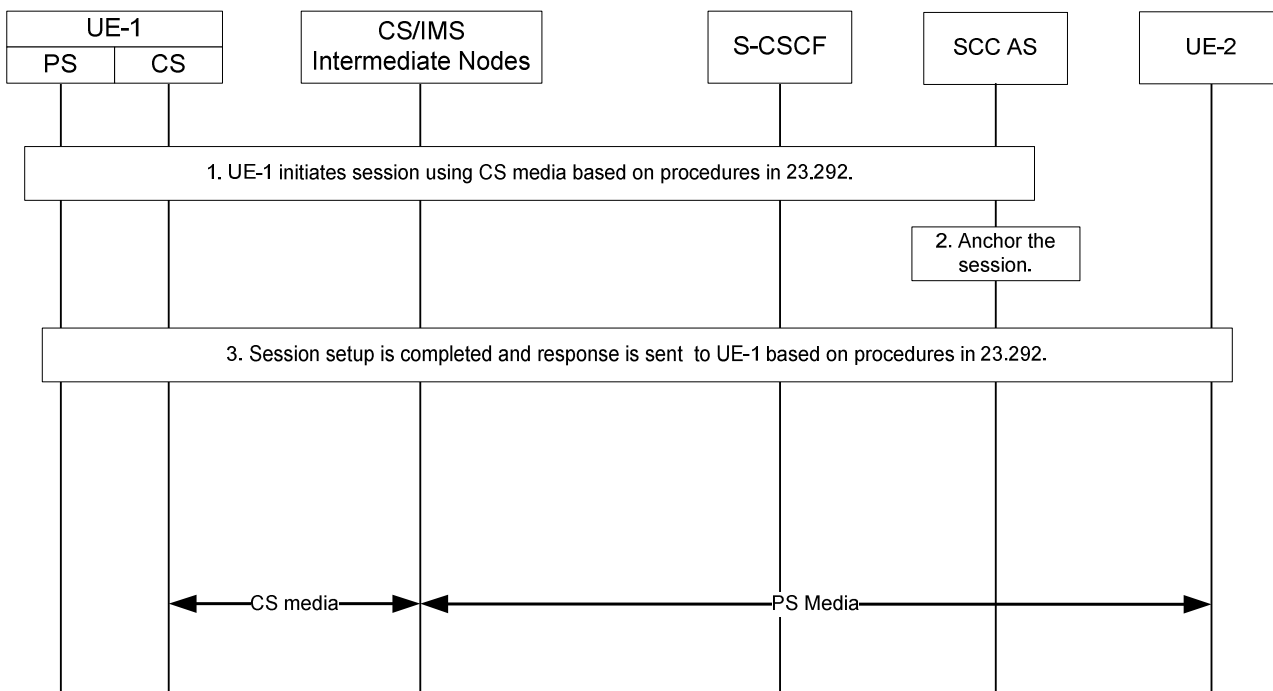 UE-1
PS
CS
CS/IMS
Intermediate Nodes
S-CSCF
SCC AS
UE-2
1. UE-1 initiates session using CS media based on procedures in 23.292.
2. Anchor the
session.
3. Session setup is completed and response is sent to UE-1 based on procedures in 23.292.
CS media
PS Media